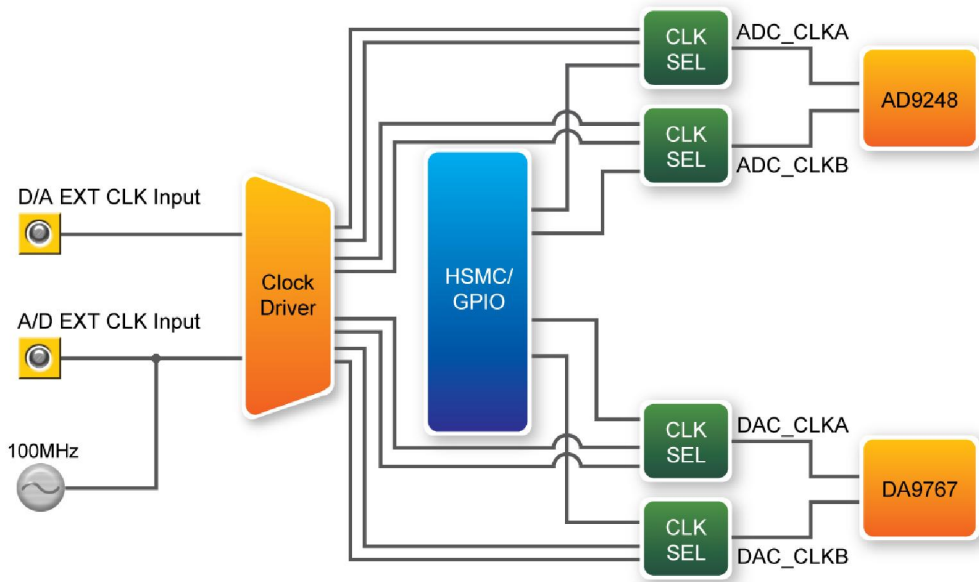 CLK
SEL
ADC_CLKA
AD9248
CLK
SEL
ADC_CLKB
D/A EXT CLK Input
Clock
Driver
HSMC/
GPIO
A/D EXT CLK Input
100MHz
CLK
SEL
DAC_CLKA
DA9767
CLK
SEL
DAC_CLKB